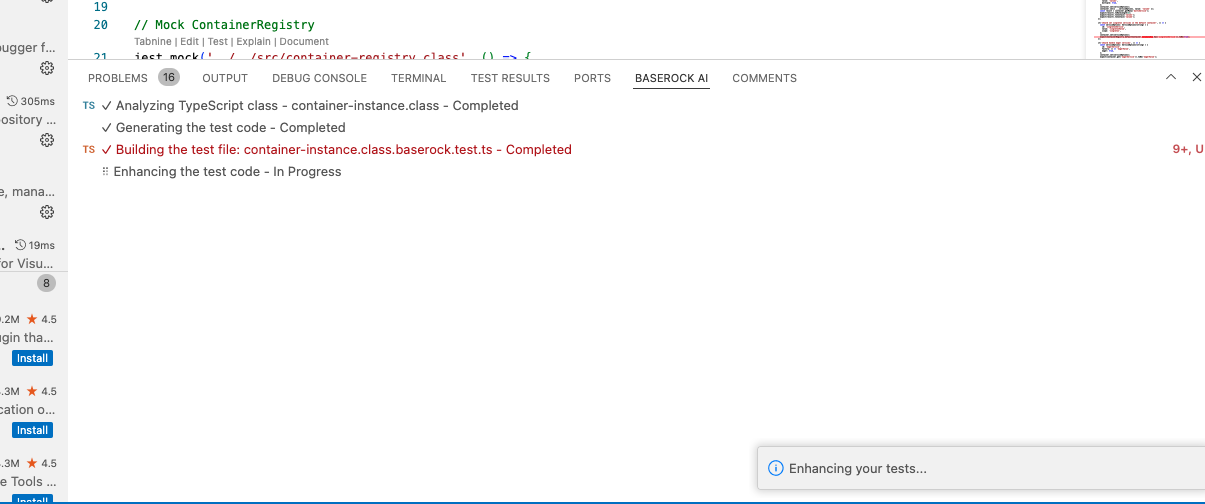 19
20 // Mock ContainerRegistry
Tabnine | Edit | Test | Explain | Document
21 jest.mock('../../src/container-registry.class', () => {
ugger f...
305ms
ository ...
e, mana...
19ms
for Visu...
8
.2M ★ 4.5
ugin tha...
Install
.3M ★ 4.5
cation o...
Install
.3M ★ 4.5
e Tools ...
Install
PROBLEMS 16 OUTPUT DEBUG CONSOLE TERMINAL TEST RESULTS PORTS BASEROCK AI COMMENTS
TS ✓ Analyzing TypeScript class - container-instance.class - Completed
✓ Generating the test code - Completed
TS ✓ Building the test file: container-instance.class.baserock.test.ts - Completed 9+, U
Enhancing the test code - In Progress
Enhancing your tests...